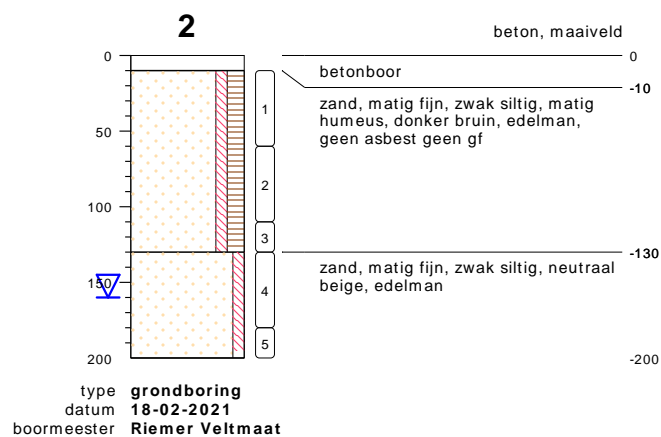 2
beton, maaiveld
0
0
betonboor
-10
zand, matig fijn, zwak siltig, matig
humeus, donker bruin, edelman,
geen asbest geen gf
1
50
2
100
3
-130
zand, matig fijn, zwak siltig, neutraal
beige, edelman
150
4
5
200
-200
type grondboring
datum 18-02-2021
boormeester Riemer Veltmaat